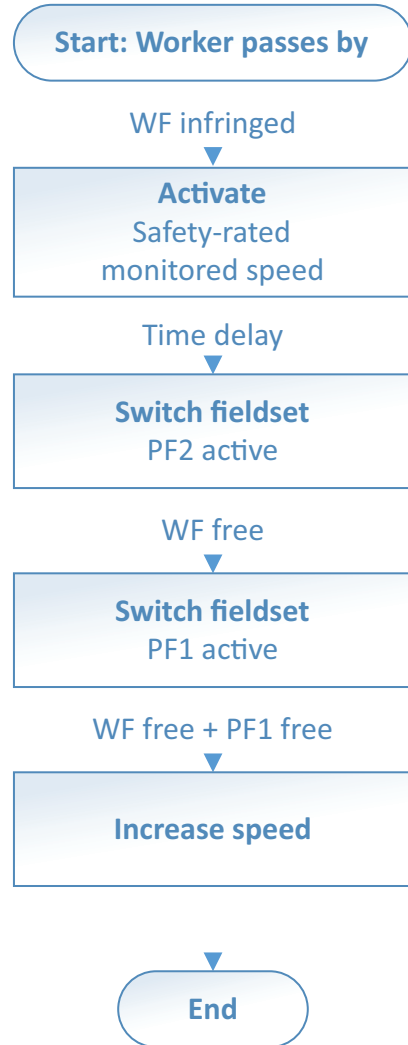 Start: Worker passes by
WF infringed
Activate
Safety-rated
monitored speed
Time delay
Switch fieldset
PF2 active
WF free
Switch fieldset
PF1 active
WF free + PF1 free
Increase speed
End